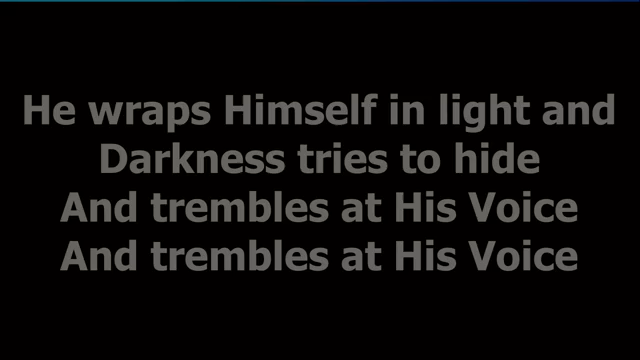 He wraps Himself in light and
Darkness tries to hide
And trembles at His Voice
And trembles at His Voice